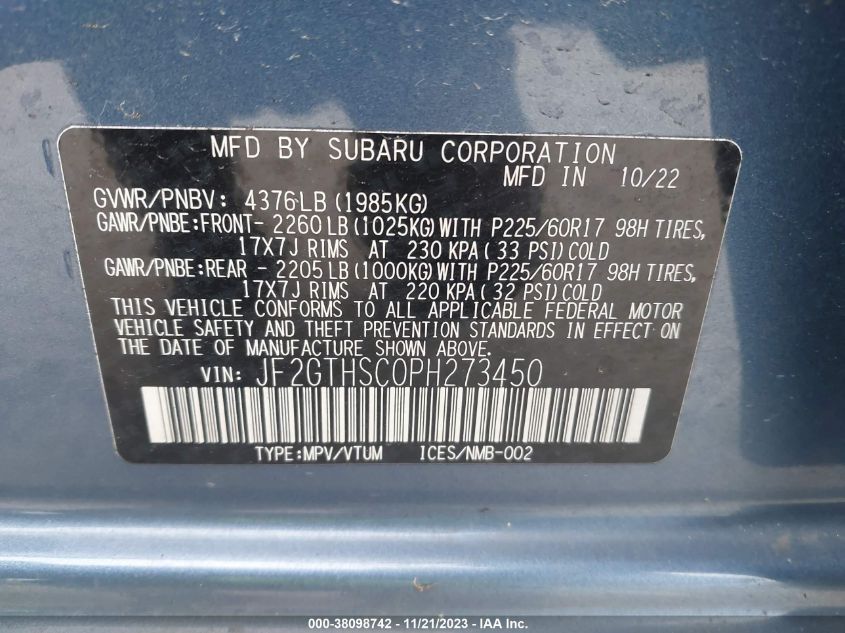 MFD BY SUBARU CORPORATION
MFD IN 10/22
GVWR/PNBV: 4376LB (1985KG)
GAWR/PNBE:FRONT- 2260LB (1025KG) WITH P225/60R17 98H TIRES,
17X7J RIMS AT 230 KPA (33 PSI) COLD
GAWR/PNBE:REAR - 2205LB (1000KG) WITH P225/60R17 98H TIRES,
17X7J RIMS AT 220 KPA (32 PSI) COLD
THIS VEHICLE CONFORMS TO ALL APPLICABLE FEDERAL MOTOR
VEHICLE SAFETY AND THEFT PREVENTION STANDARDS IN EFFECT ON
THE DATE OF MANUFACTURE SHOWN ABOVE.
VIN: JF2GTHSC0PH273450
TYPE:MPV/VTUM ICES/NMB-002
000-38098742 - 11/21/2023 - IAA Inc.